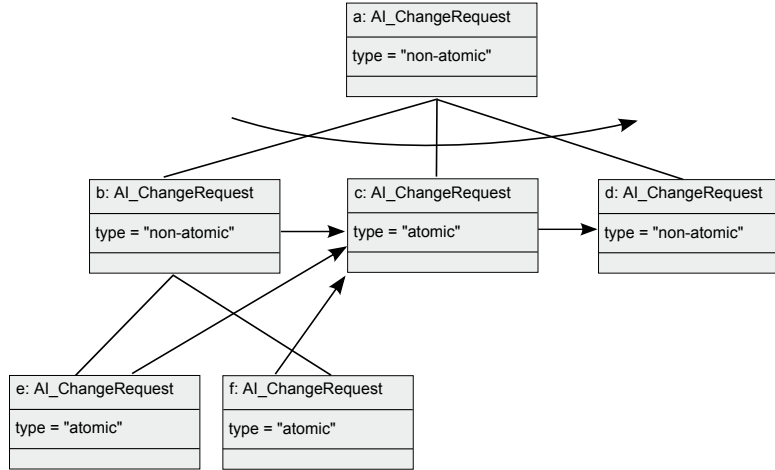 a: AI_ChangeRequest
type = "non-atomic"
b: AI_ChangeRequest
type = "non-atomic"
c: AI_ChangeRequest
type = "atomic"
d: AI_ChangeRequest
type = "non-atomic"
e: AI_ChangeRequest
type = "atomic"
f: AI_ChangeRequest
type = "atomic"